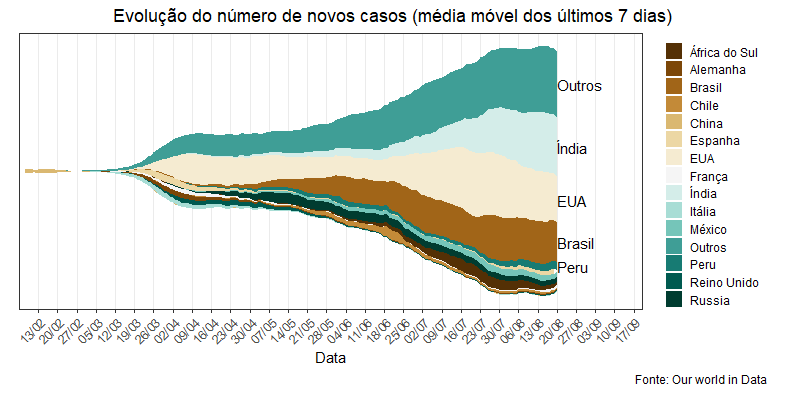 Evolução do número de novos casos (média móvel dos últimos 7 dias)
Outros
Índia
EUA
Brasil
Peru
África do Sul
Alemanha
Brasil
Chile
China
Espanha
EUA
França
Índia
Itália
México
Outros
Peru
Reino Unido
Russia
13/02
20/02
27/02
05/03
12/03
19/03
26/03
02/04
09/04
16/04
23/04
30/04
07/05
14/05
21/05
28/05
04/06
11/06
18/06
25/06
02/07
09/07
16/07
23/07
30/07
06/08
13/08
20/08
27/08
03/09
10/09
17/09
Data
Fonte: Our world in Data